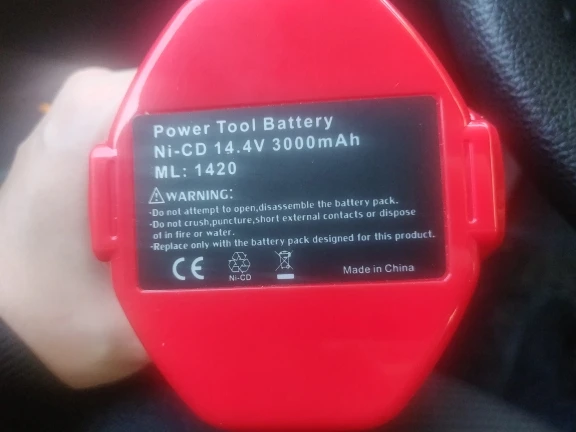 Power Tool Battery
Ni-CD 14.4V 3000mAh
ML: 1420
WARNING:
-Do not attempt to open,disassemble the battery pack.
-Do not crush,puncture,short external contacts or dispose
of in fire or water.
-Replace only with the battery pack designed for this product.
CE
Ni-CD
Made in China